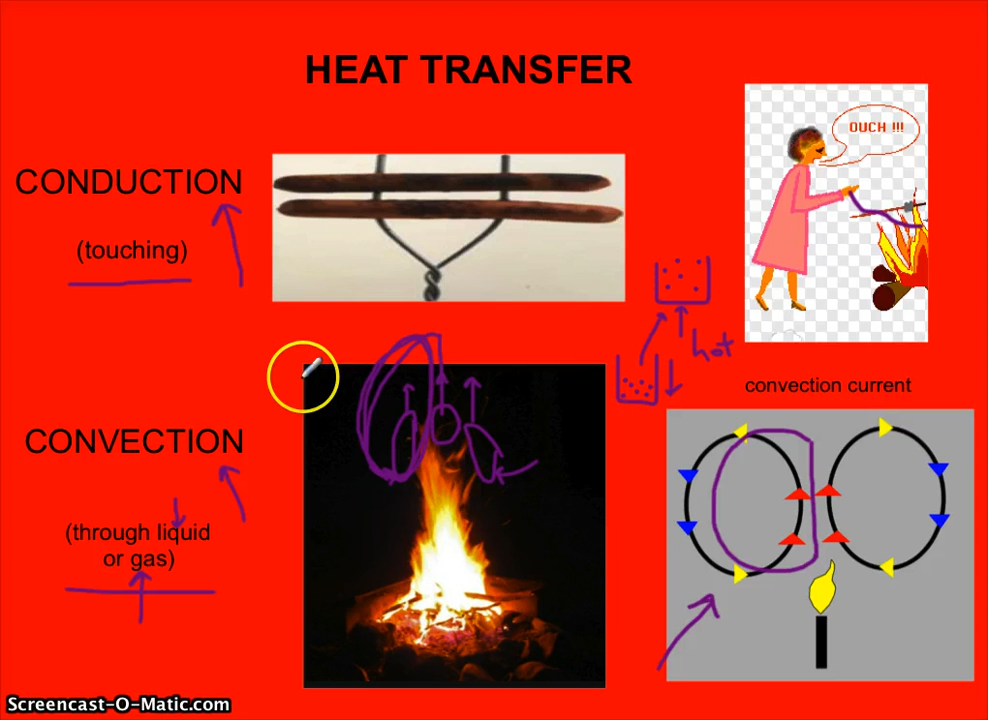 HEAT TRANSFER
OUCH !!!
CONDUCTION
(touching)
hot
convection current
CONVECTION
(through liquid
or gas)
Screencast-O-Matic.com